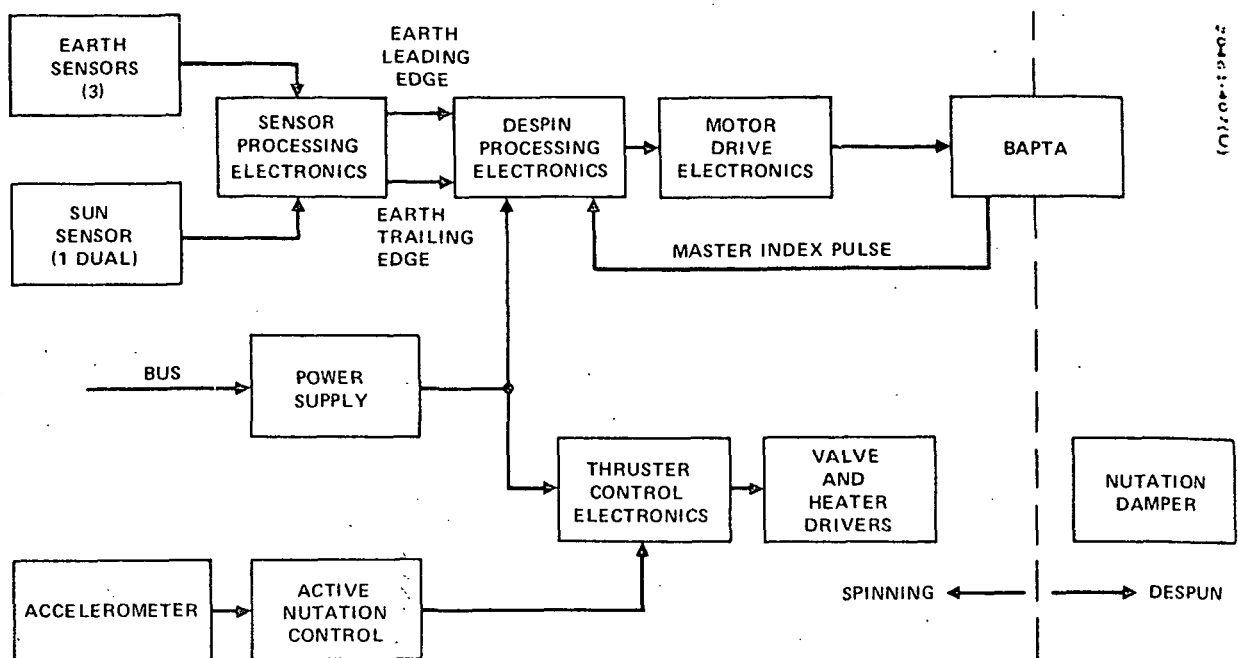 EARTH
SENSORS
(3)
EARTH
LEADING
EDGE
SENSOR
PROCESSING
ELECTRONICS
DESPIN
PROCESSING
ELECTRONICS
MOTOR
DRIVE
ELECTRONICS
BAPTA
SUN
SENSOR
(1 DUAL)
EARTH
TRAILING
EDGE
MASTER INDEX PULSE
BUS
POWER
SUPPLY
THRUSTER
CONTROL
ELECTRONICS
VALVE
AND
HEATER
DRIVERS
NUTATION
DAMPER
ACCELEROMETER
ACTIVE
NUTATION
CONTROL
SPINNING
DESPUN